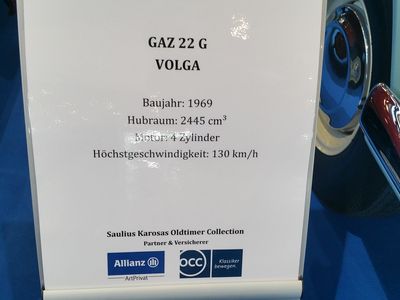 GAZ 22 G
VOLGA
Baujahr: 1969
Hubraum: 2445 cm³
Motor: 4 Zylinder
Höchstgeschwindigkeit: 130 km/h
Saulius Karosas Oldtimer Collection
Partner & Versicherer
Allianz
ArtPrivat
OCC
Klassiker
bewegen.